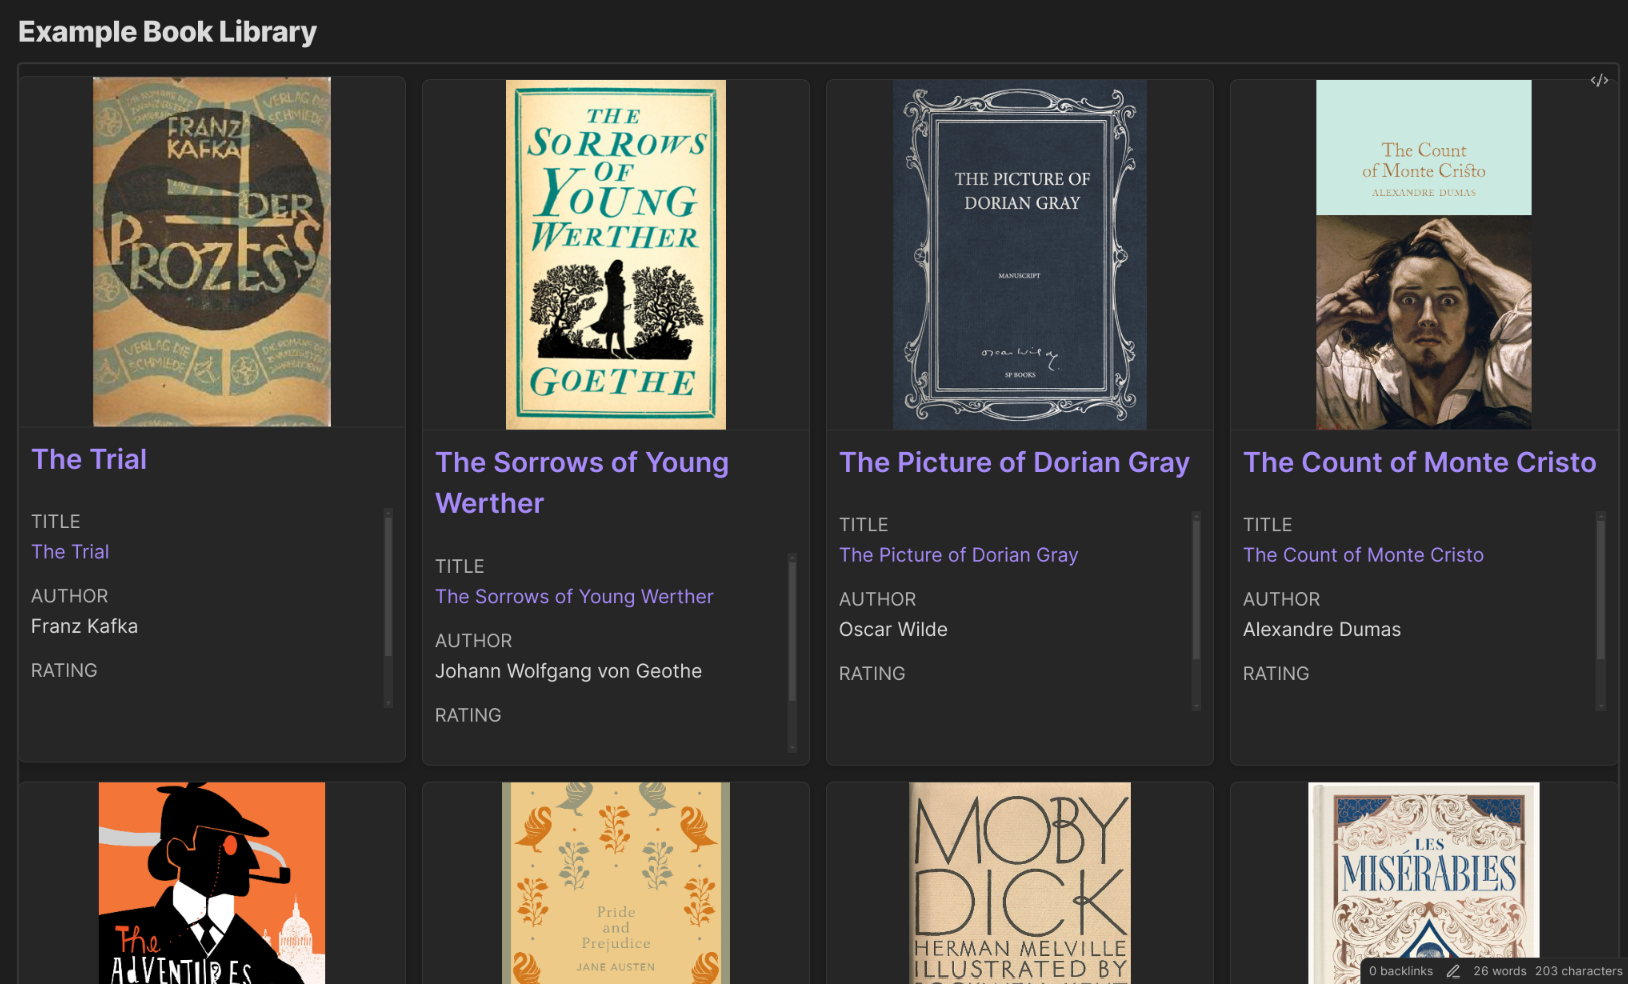 Example Book Library
FRANZ
KAFKA
VERLAG DIE
SCHMIEDE
DER
PROZESS
VERLAG DIE
SCHMIEDE
THE
SORROWS
OF
YOUNG
WERTHER
GOETHE
THE PICTURE OF
DORIAN GRAY
MANUSCRIPT
SP BOOKS
The Count
of Monte Cristo
ALEXANDRE DUMAS
The Trial
TITLE
The Trial
AUTHOR
Franz Kafka
RATING
The Sorrows of Young
Werther
TITLE
The Sorrows of Young Werther
AUTHOR
Johann Wolfgang von Geothe
RATING
The Picture of Dorian Gray
TITLE
The Picture of Dorian Gray
AUTHOR
Oscar Wilde
RATING
The Count of Monte Cristo
TITLE
The Count of Monte Cristo
AUTHOR
Alexandre Dumas
RATING
The
ADVENTURES
Pride
and
Prejudice
JANE AUSTEN
MOBY
DICK
HERMAN MELVILLE
ILLUSTRATED BY
LES
MISÉRABLES
0 backlinks 26 words 203 characters